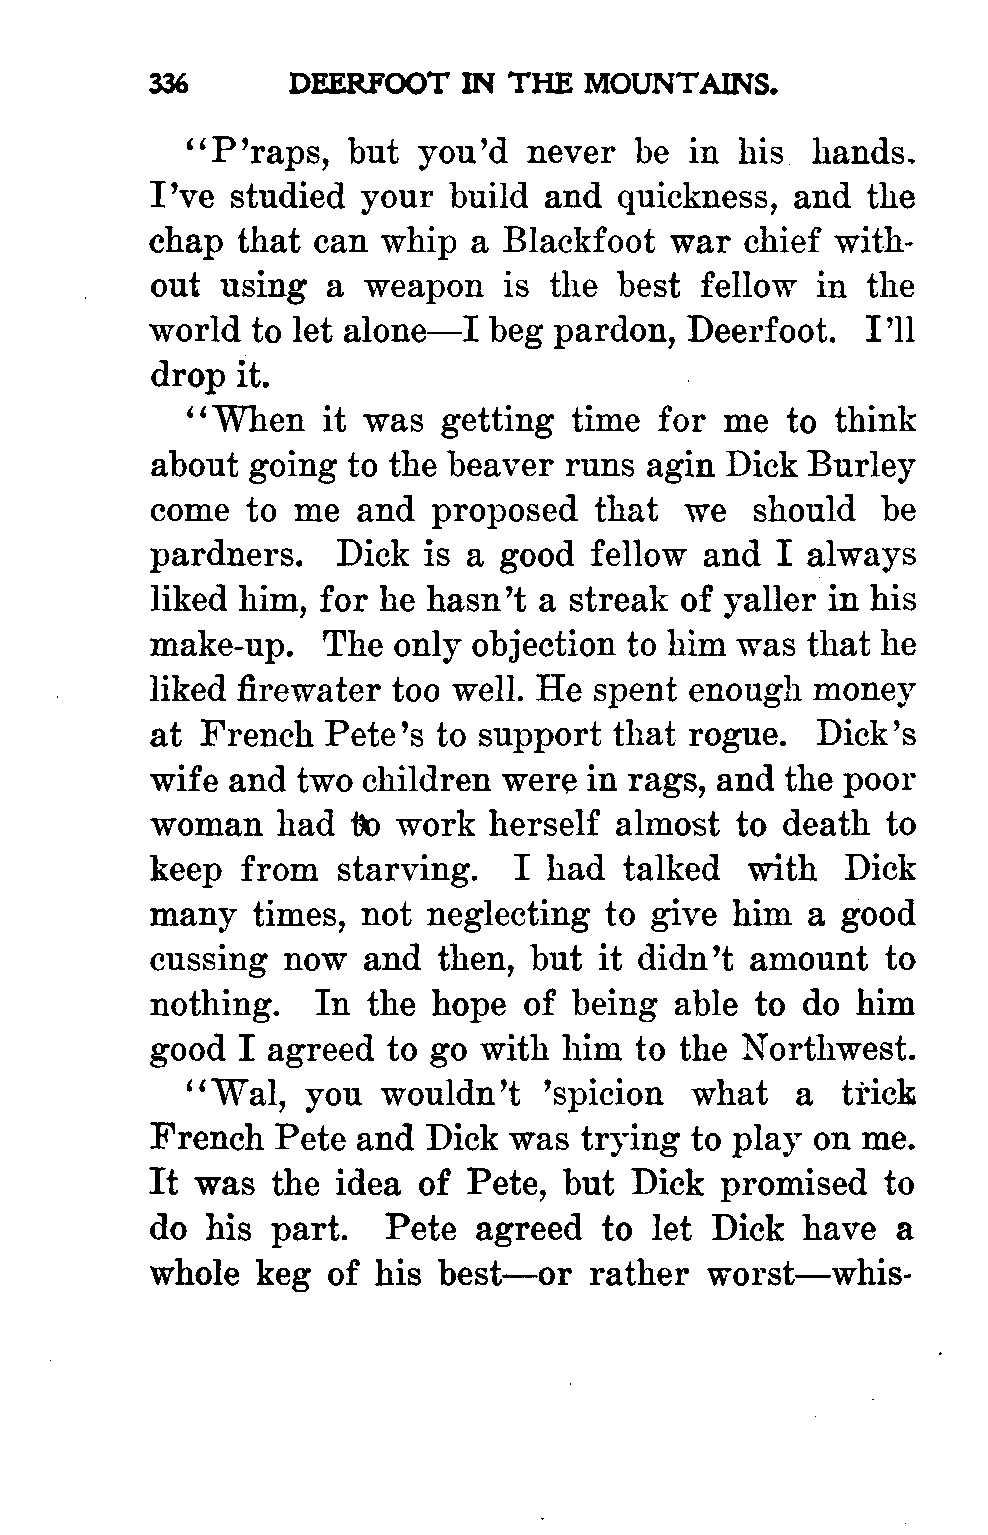 336 DEERFOOT IN THE MOUNTAINS.
“P’raps, but you’d never be in his hands.
I’ve studied your build and quickness, and the
chap that can whip a Blackfoot war chief with-
out using a weapon is the best fellow in the
world to let alone—I beg pardon, Deerfoot. I’ll
drop it.
“When it was getting time for me to think
about going to the beaver runs agin Dick Burley
come to me and proposed that we should be
pardners. Dick is a good fellow and I always
liked him, for he hasn’t a streak of yaller in his
make-up. The only objection to him was that he
liked firewater too well. He spent enough money
at French Pete’s to support that rogue. Dick’s
wife and two children were in rags, and the poor
woman had to work herself almost to death to
keep from starving. I had talked with Dick
many times, not neglecting to give him a good
cussing now and then, but it didn’t amount to
nothing. In the hope of being able to do him
good I agreed to go with him to the Northwest.
“Wal, you wouldn’t ’spicion what a trick
French Pete and Dick was trying to play on me.
It was the idea of Pete, but Dick promised to
do his part. Pete agreed to let Dick have a
whole keg of his best—or rather worst—whis-